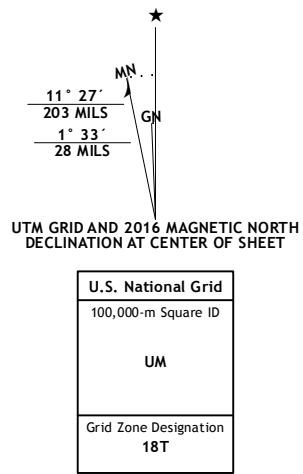 ★
MN
11° 27´
203 MILS
GN
1° 33´
28 MILS
UTM GRID AND 2016 MAGNETIC NORTH
DECLINATION AT CENTER OF SHEET
U.S. National Grid
100,000-m Square ID
UM
Grid Zone Designation
18T